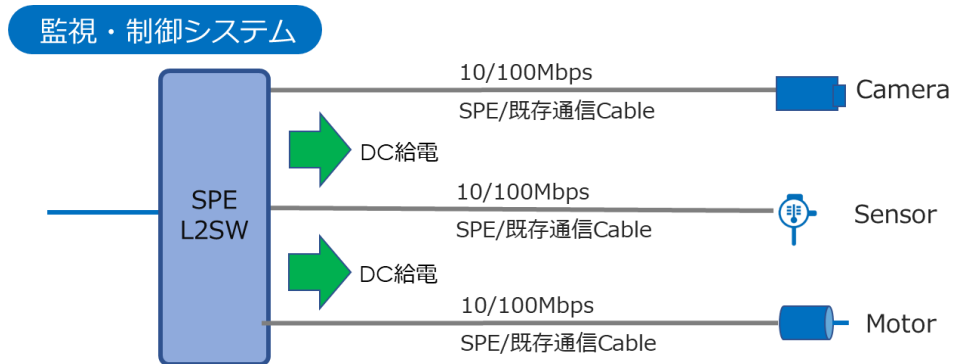 監視・制御システム
10/100Mbps
SPE/既存通信Cable
Camera
DC給電
SPE
L2SW
10/100Mbps
SPE/既存通信Cable
Sensor
DC給電
10/100Mbps
SPE/既存通信Cable
Motor